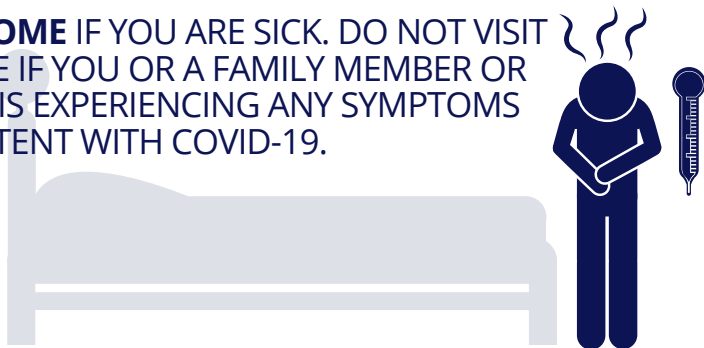 OME IF YOU ARE SICK. DO NOT VISIT
E IF YOU OR A FAMILY MEMBER OR
IS EXPERIENCING ANY SYMPTOMS
TENT WITH COVID-19.